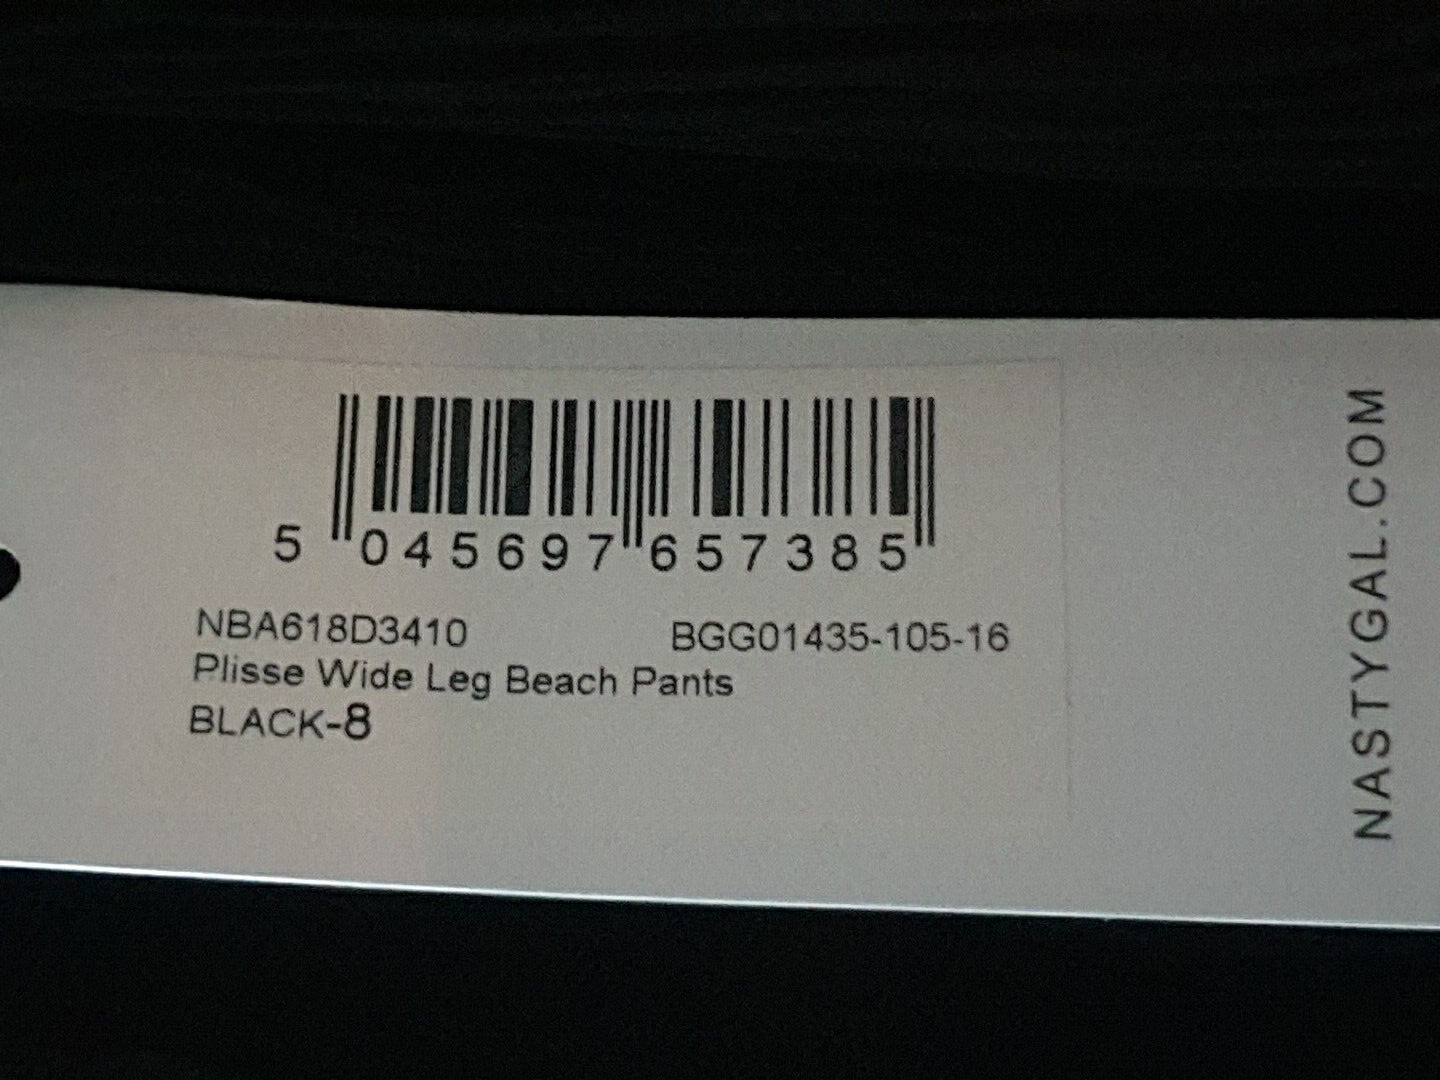 5 045697 657385
NBA618D3410 BGG01435-105-16
Plisse Wide Leg Beach Pants
BLACK-8
NASTYGAL.COM